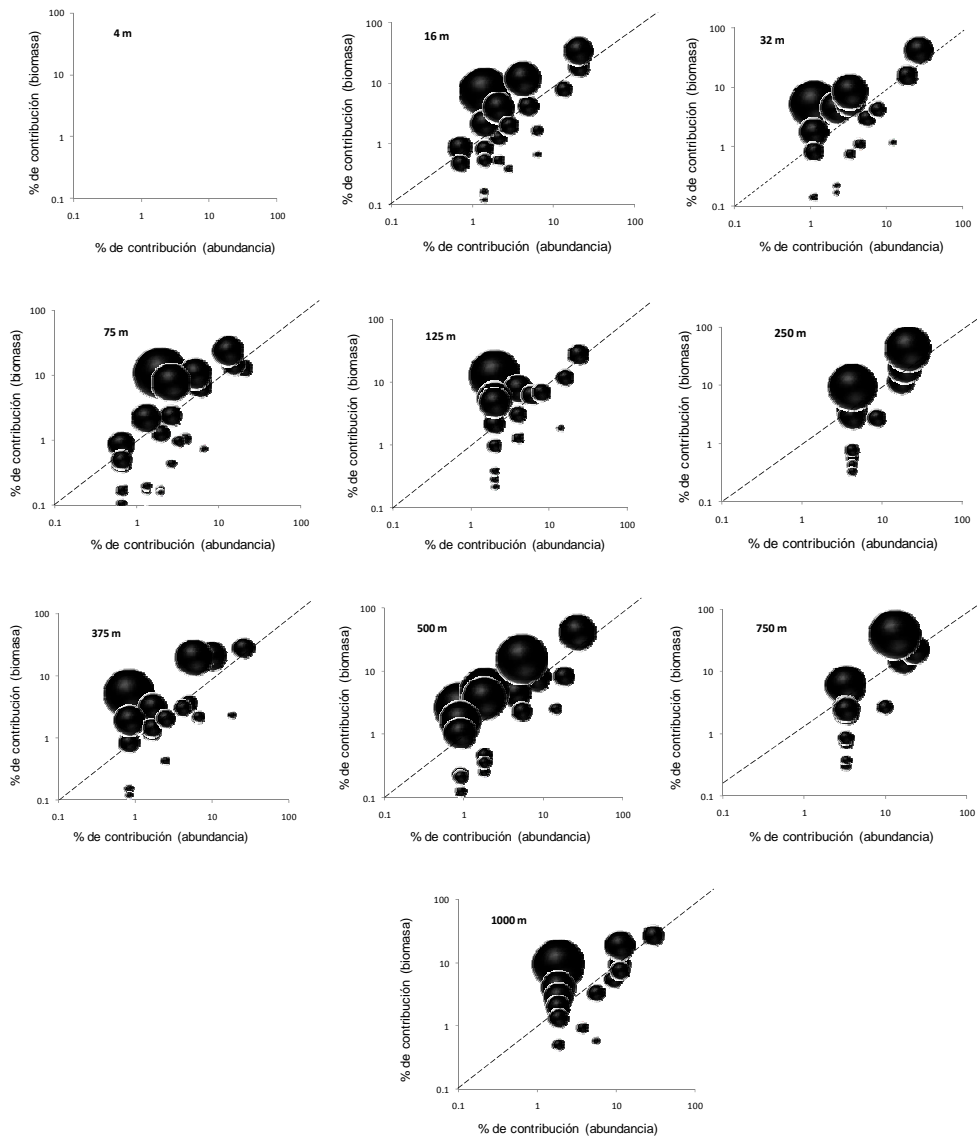 4 m
% de contribución (biomasa)
100
10
1
0.1
0.1 1 10 100
% de contribución (abundancia)
16 m
% de contribución (biomasa)
100
10
1
0.1
0.1 1 10 100
% de contribución (abundancia)
32 m
% de contribución (biomasa)
100
10
1
0.1
0.1 1 10 100
% de contribución (abundancia)
75 m
% de contribución (biomasa)
100
10
1
0.1
0.1 1 10 100
% de contribución (abundancia)
125 m
% de contribución (biomasa)
100
10
1
0.1
0.1 1 10 100
% de contribución (abundancia)
250 m
% de contribución (biomasa)
100
10
1
0.1
0.1 1 10 100
% de contribución (abundancia)
375 m
% de contribución (biomasa)
100
10
1
0.1
0.1 1 10 100
% de contribución (abundancia)
500 m
% de contribución (biomasa)
100
10
1
0.1
0.1 1 10 100
% de contribución (abundancia)
750 m
% de contribución (biomasa)
100
10
1
0.1
0.1 1 10 100
% de contribución (abundancia)
1000 m
% de contribución (biomasa)
100
10
1
0.1
0.1 1 10 100
% de contribución (abundancia)